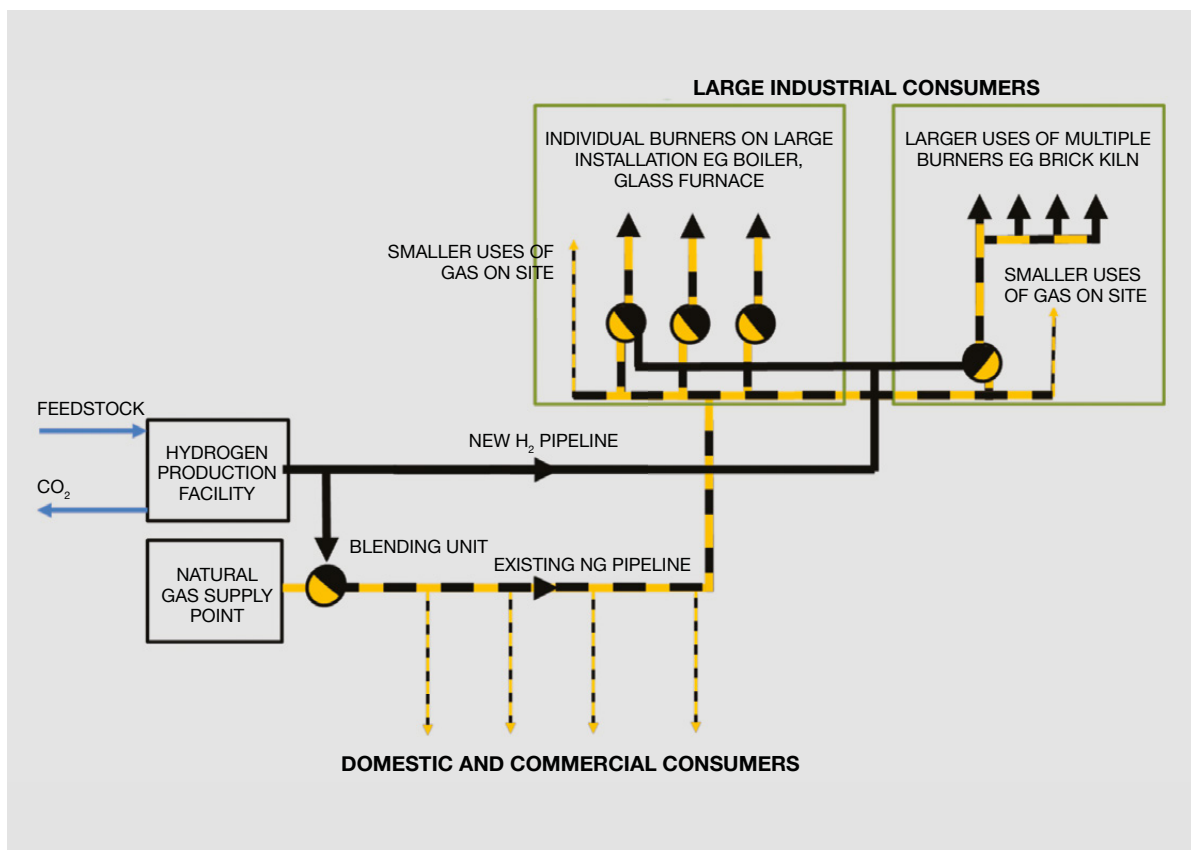 LARGE INDUSTRIAL CONSUMERS
INDIVIDUAL BURNERS ON LARGE
INSTALLATION EG BOILER,
GLASS FURNACE
LARGER USES OF MULTIPLE
BURNERS EG BRICK KILN
SMALLER USES OF
GAS ON SITE
SMALLER USES
OF GAS ON SITE
FEEDSTOCK
HYDROGEN
PRODUCTION
FACILITY
NEW H₂ PIPELINE
CO₂
BLENDING UNIT
EXISTING NG PIPELINE
NATURAL
GAS SUPPLY
POINT
DOMESTIC AND COMMERCIAL CONSUMERS